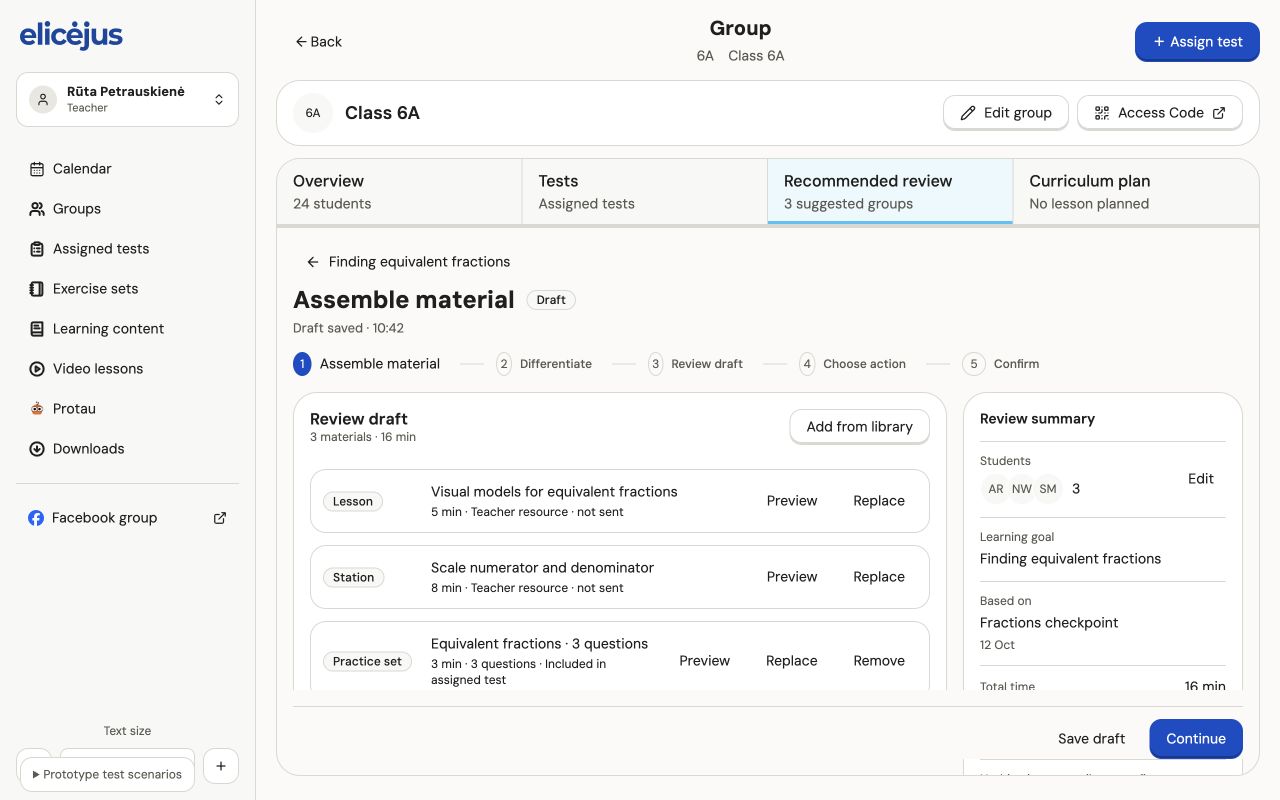 elicėjus
Rūta Petrauskienė
Teacher
Calendar
Groups
Assigned tests
Exercise sets
Learning content
Video lessons
Protau
Downloads
Facebook group
Text size
Prototype test scenarios
+
Back
Group
6A Class 6A
+ Assign test
6A Class 6A
Edit group
Access Code
Overview
24 students
Tests
Assigned tests
Recommended review
3 suggested groups
Curriculum plan
No lesson planned
Finding equivalent fractions
Assemble material Draft
Draft saved · 10:42
1 Assemble material
2 Differentiate
3 Review draft
4 Choose action
5 Confirm
Review draft
3 materials · 16 min
Add from library
Lesson
Visual models for equivalent fractions
5 min · Teacher resource · not sent
Preview Replace
Station
Scale numerator and denominator
8 min · Teacher resource · not sent
Preview Replace
Practice set
Equivalent fractions · 3 questions
3 min · 3 questions · Included in
assigned test
Preview Replace Remove
Review summary
Students
AR NW SM 3
Edit
Learning goal
Finding equivalent fractions
Based on
Fractions checkpoint
12 Oct
Total time 16 min
Save draft Continue